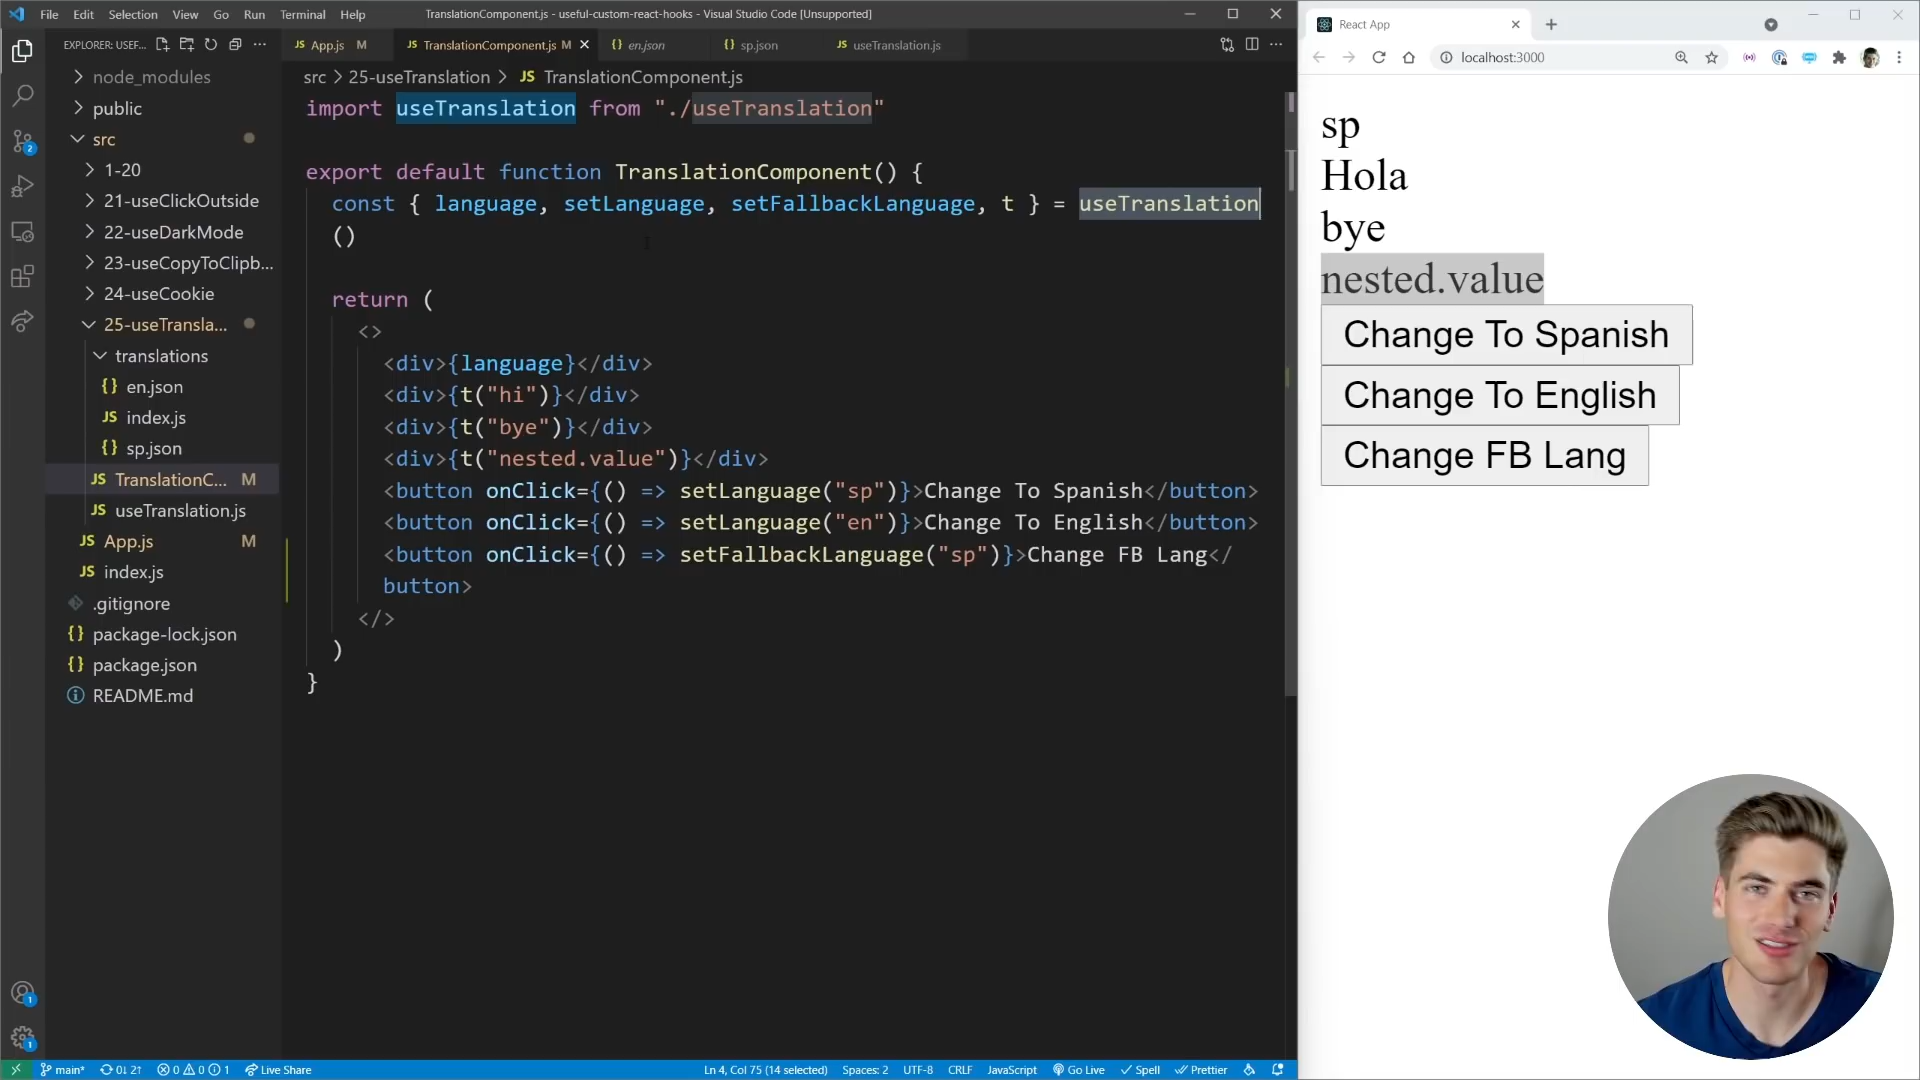 File Edit Selection View Go Run Terminal Help
TranslationComponent.js - useful-custom-react-hooks - Visual Studio Code [Unsupported]
EXPLORER: USEF...
App.js M
TranslationComponent.js M
en.json
sp.json
useTranslation.js
src > 25-useTranslation > JS TranslationComponent.js
node_modules
public
src
1-20
21-useClickOutside
22-useDarkMode
23-useCopyToClipb...
24-useCookie
25-useTransla...
translations
en.json
index.js
sp.json
TranslationC... M
useTranslation.js
App.js M
index.js
.gitignore
package-lock.json
package.json
README.md
import useTranslation from "./useTranslation"
export default function TranslationComponent() {
const { language, setLanguage, setFallbackLanguage, t } = useTranslation
()
return (
<>
<div>{language}</div>
<div>{t("hi")}</div>
<div>{t("bye")}</div>
<div>{t("nested.value")}</div>
<button onClick={() => setLanguage("sp")}>Change To Spanish</button>
<button onClick={() => setLanguage("en")}>Change To English</button>
<button onClick={() => setFallbackLanguage("sp")}>Change FB Lang</
button>
</>
)
}
main* 0↓ 2↑ 0 0 1 Live Share
Ln 4, Col 75 (14 selected) Spaces: 2 UTF-8 CRLF JavaScript Go Live Spell Prettier
React App
localhost:3000
sp
Hola
bye
nested.value
Change To Spanish
Change To English
Change FB Lang